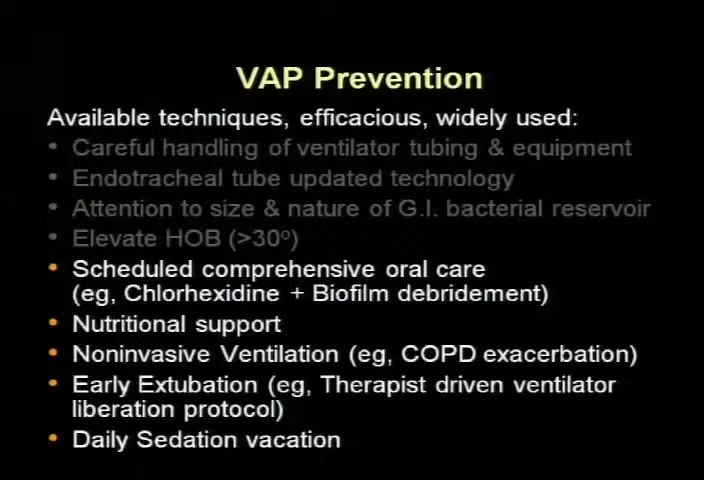 VAP Prevention
Available techniques, efficacious, widely used:
• Careful handling of ventilator tubing & equipment
• Endotracheal tube updated technology
• Attention to size & nature of G.I. bacterial reservoir
• Elevate HOB (>30º)
• Scheduled comprehensive oral care
(eg, Chlorhexidine + Biofilm debridement)
• Nutritional support
• Noninvasive Ventilation (eg, COPD exacerbation)
• Early Extubation (eg, Therapist driven ventilator
liberation protocol)
• Daily Sedation vacation